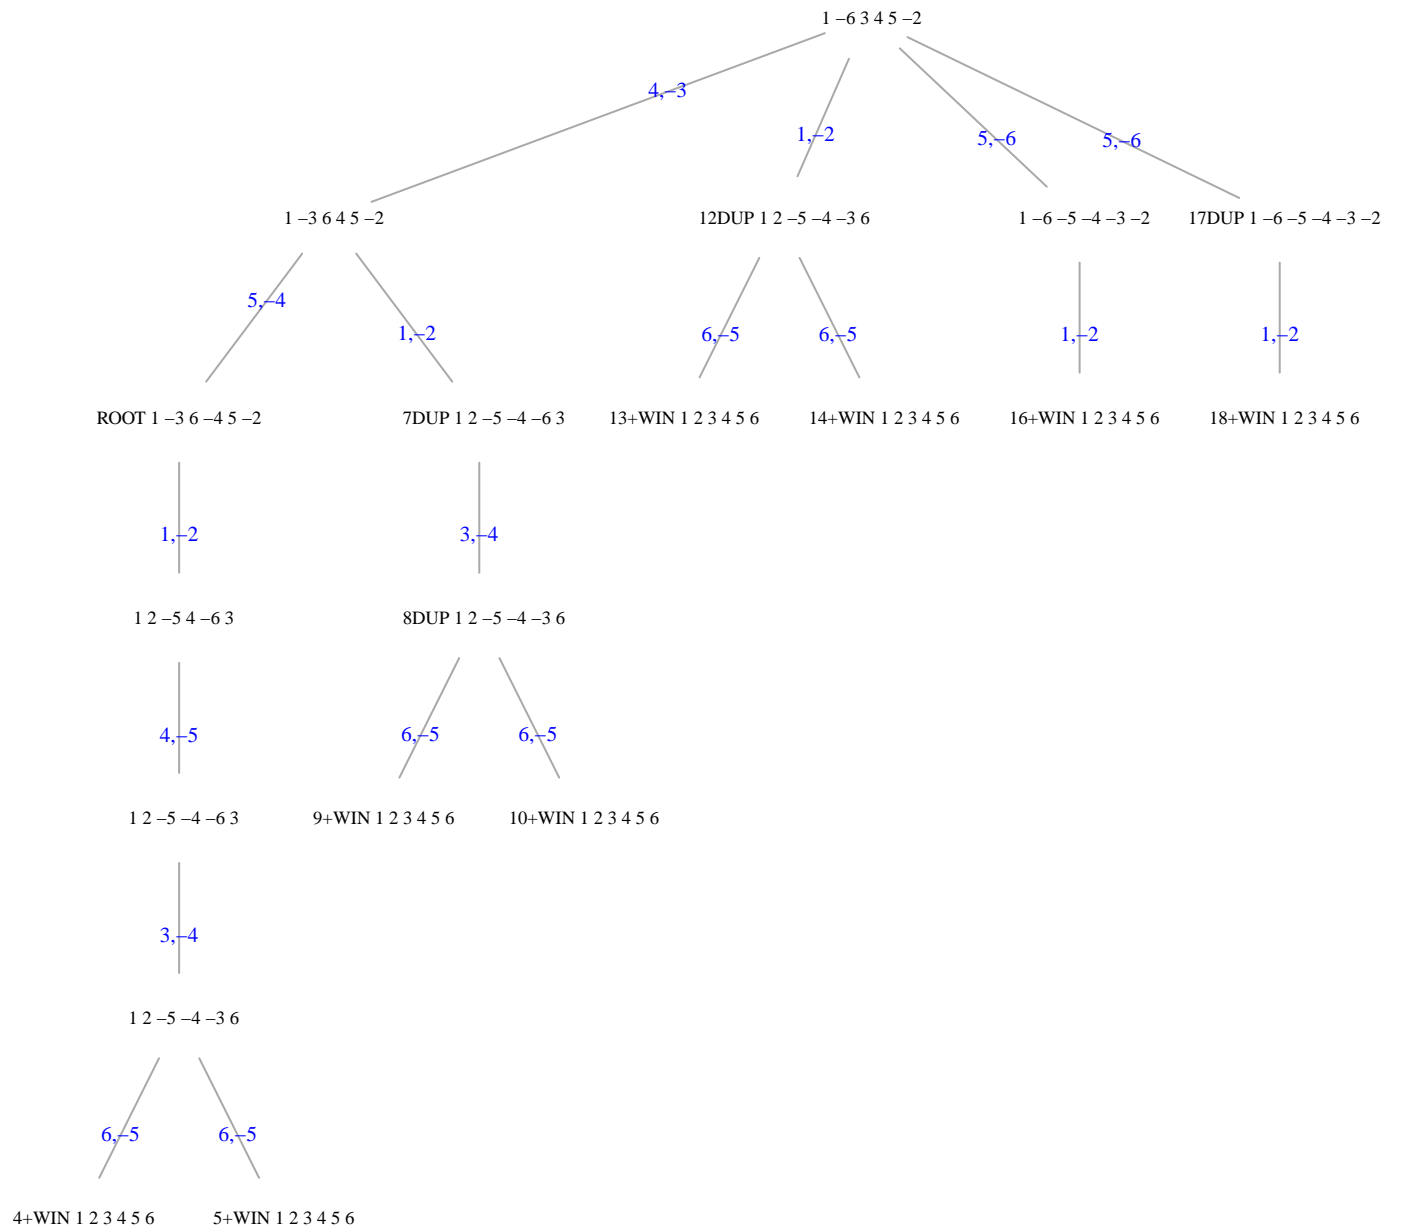 1 –6 3 4 5 –2
4,–3
1,–2
5,–6
5,–6
1 –3 6 4 5 –2
12DUP 1 2 –5 –4 –3 6
1 –6 –5 –4 –3 –2
17DUP 1 –6 –5 –4 –3 –2
5,–4
1,–2
6,–5
6,–5
1,–2
1,–2
ROOT 1 –3 6 –4 5 –2
7DUP 1 2 –5 –4 –6 3
13+WIN 1 2 3 4 5 6
14+WIN 1 2 3 4 5 6
16+WIN 1 2 3 4 5 6
18+WIN 1 2 3 4 5 6
1,–2
3,–4
1 2 –5 4 –6 3
8DUP 1 2 –5 –4 –3 6
4,–5
6,–5
6,–5
1 2 –5 –4 –6 3
9+WIN 1 2 3 4 5 6
10+WIN 1 2 3 4 5 6
3,–4
1 2 –5 –4 –3 6
6,–5
6,–5
4+WIN 1 2 3 4 5 6
5+WIN 1 2 3 4 5 6